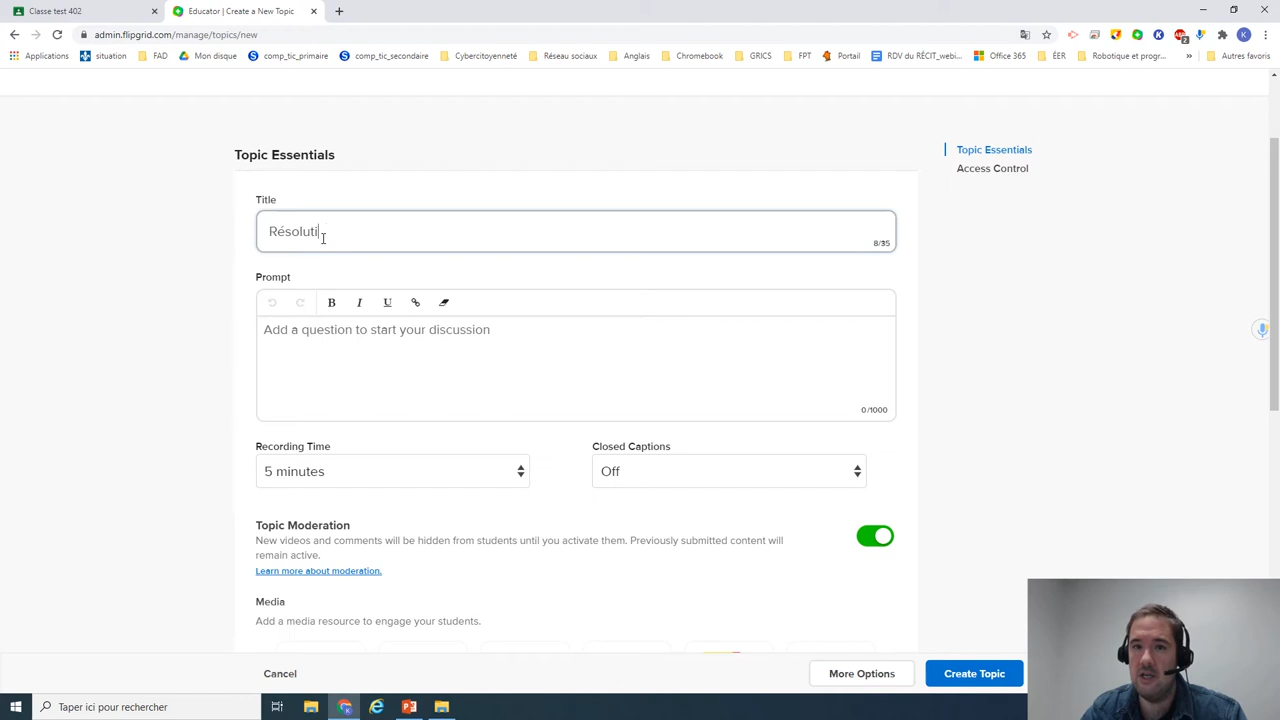 Classe test 402
Educator | Create a New Topic
admin.flipgrid.com/manage/topics/new
Applications
situation
FAD
Mon disque
comp_tic_primaire
comp_tic_secondaire
Cybercitoyenneté
Réseau sociaux
Anglais
Chromebook
GRICS
FPT
Portail
RDV du RÉCIT_webi...
Office 365
ÉER
Robotique et progr...
Autres favoris
Topic Essentials
Topic Essentials
Access Control
Title
Résoluti
8/35
Prompt
B I U
Add a question to start your discussion
0/1000
Recording Time
Closed Captions
5 minutes
Off
Topic Moderation
New videos and comments will be hidden from students until you activate them. Previously submitted content will
remain active.
Learn more about moderation.
Media
Add a media resource to engage your students.
Cancel
More Options
Create Topic
Taper ici pour rechercher